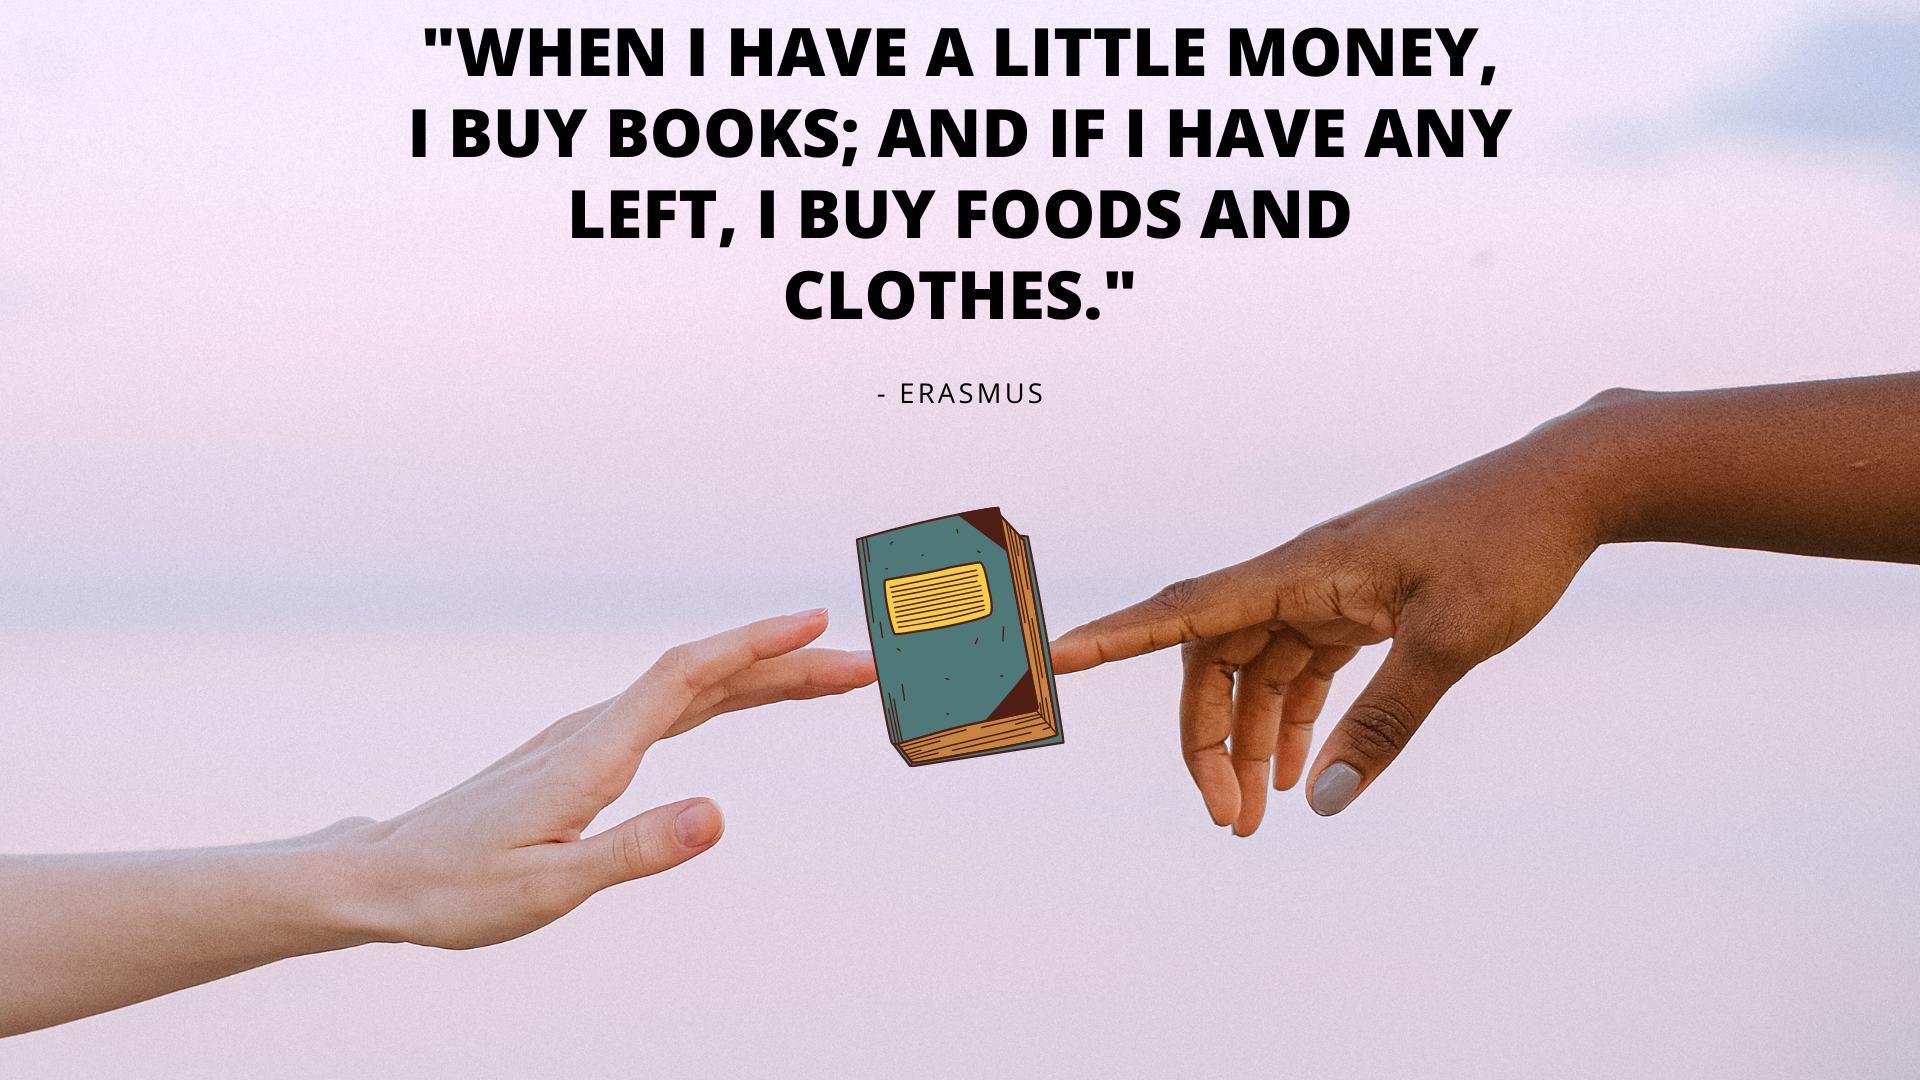 "WHEN I HAVE A LITTLE MONEY,
I BUY BOOKS; AND IF I HAVE ANY
LEFT, I BUY FOODS AND
CLOTHES."
- ERASMUS